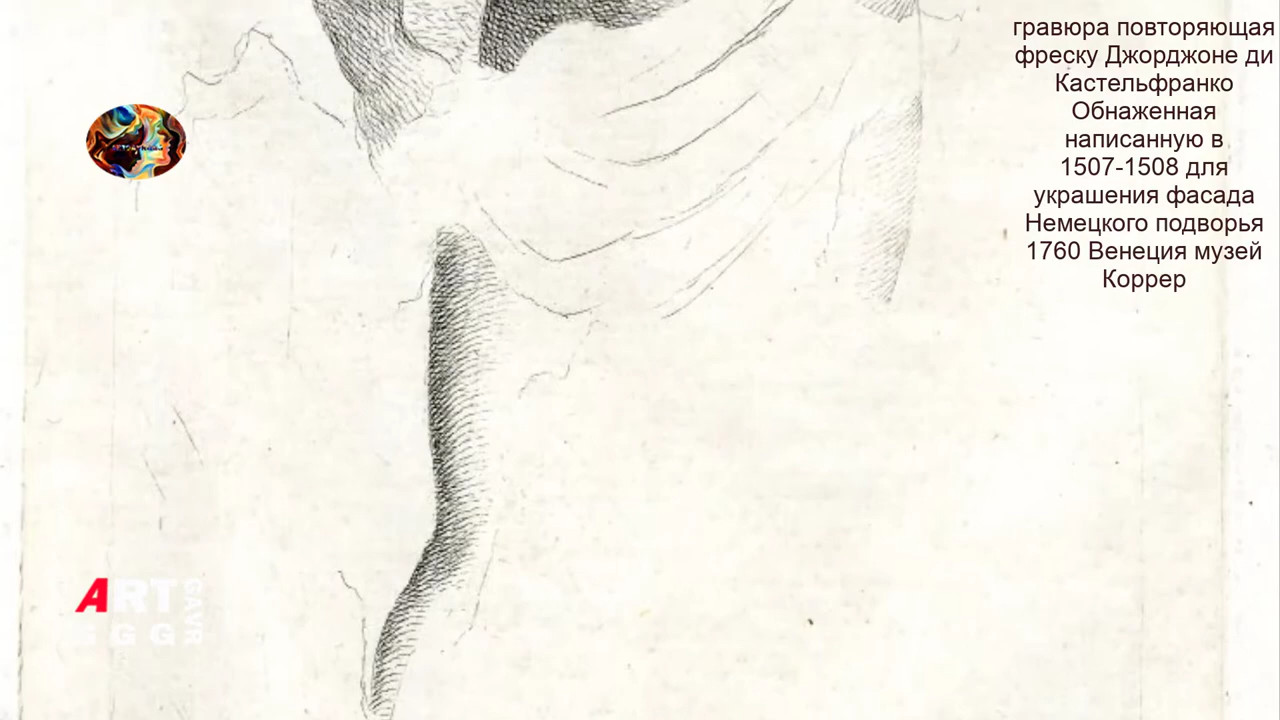 гравюра повторяющая
фреску Джорджоне ди
Кастельфранко
Обнаженная
написанную в
1507-1508 для
украшения фасада
Немецкого подворья
1760 Венеция музей
Коррер
ART
GGG